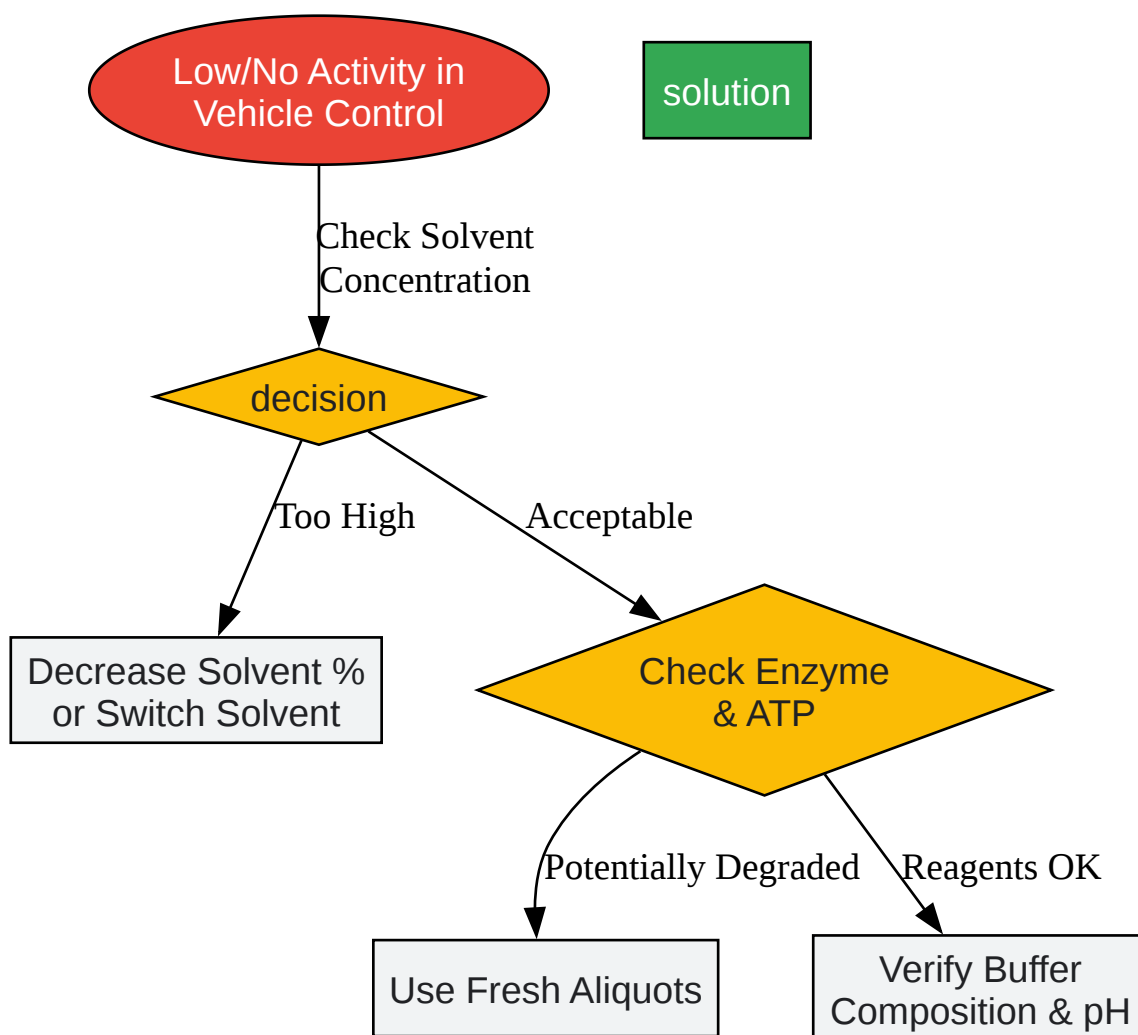 Low/No Activity in
Vehicle Control
solution
Check Solvent
Concentration
decision
Too High
Acceptable
Decrease Solvent %
or Switch Solvent
Check Enzyme
& ATP
Potentially Degraded
Reagents OK
Use Fresh Aliquots
Verify Buffer
Composition & pH